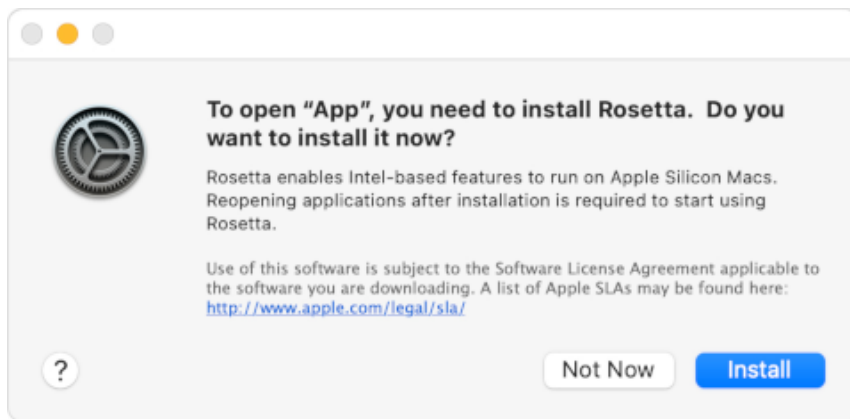 To open “App”, you need to install Rosetta.  Do you
want to install it now?
Rosetta enables Intel-based features to run on Apple Silicon Macs.
Reopening applications after installation is required to start using
Rosetta.
Use of this software is subject to the Software License Agreement applicable to
the software you are downloading. A list of Apple SLAs may be found here:
http://www.apple.com/legal/sla/
?
Not Now
Install